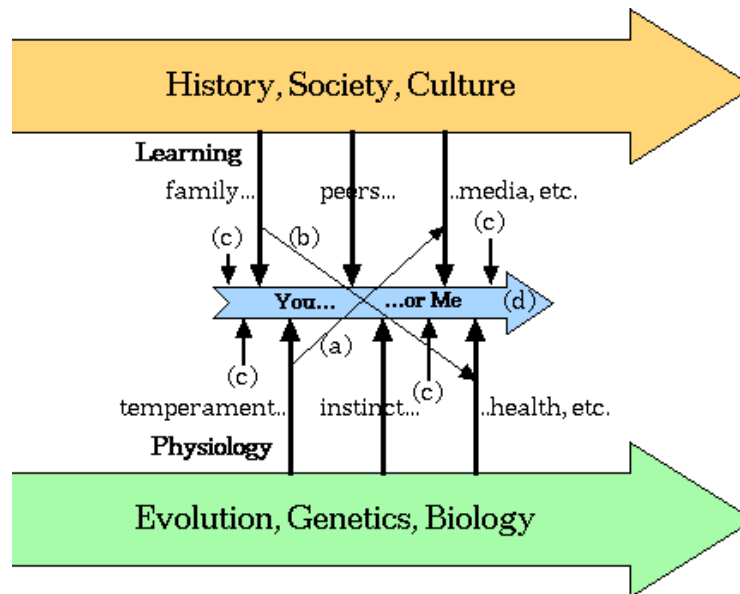 History, Society, Culture
Learning
family... peers... ..media, etc.
(c) (b) (c)
You... ...or Me (d)
(a)
(c) (c)
temperament.. instinct... ..health, etc.
Physiology
Evolution, Genetics, Biology